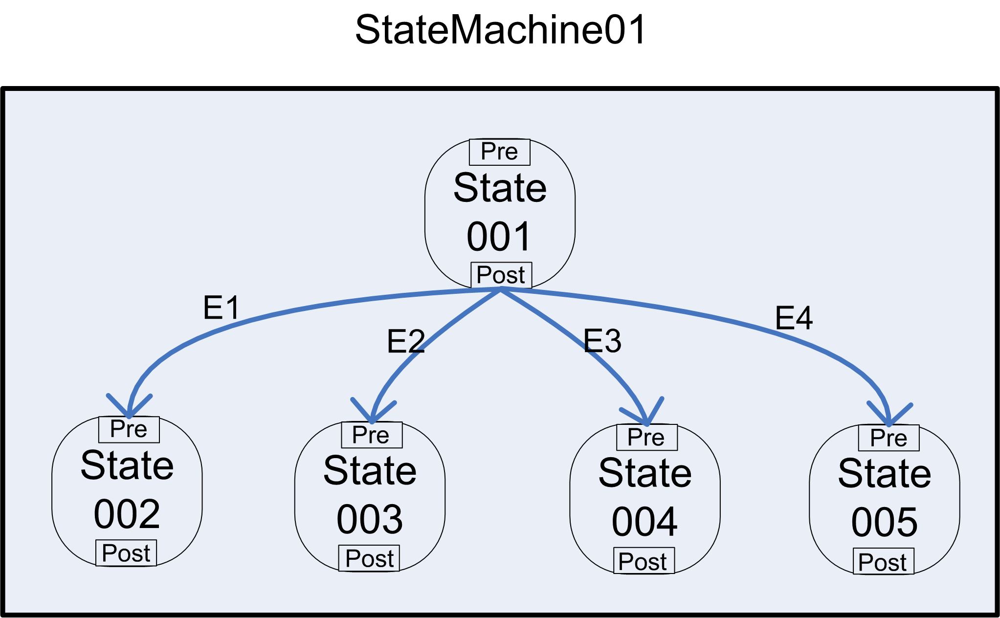 StateMachine01
Pre
State
001
Post
E1
E2
E3
E4
Pre
State
002
Post
Pre
State
003
Post
Pre
State
004
Post
Pre
State
005
Post